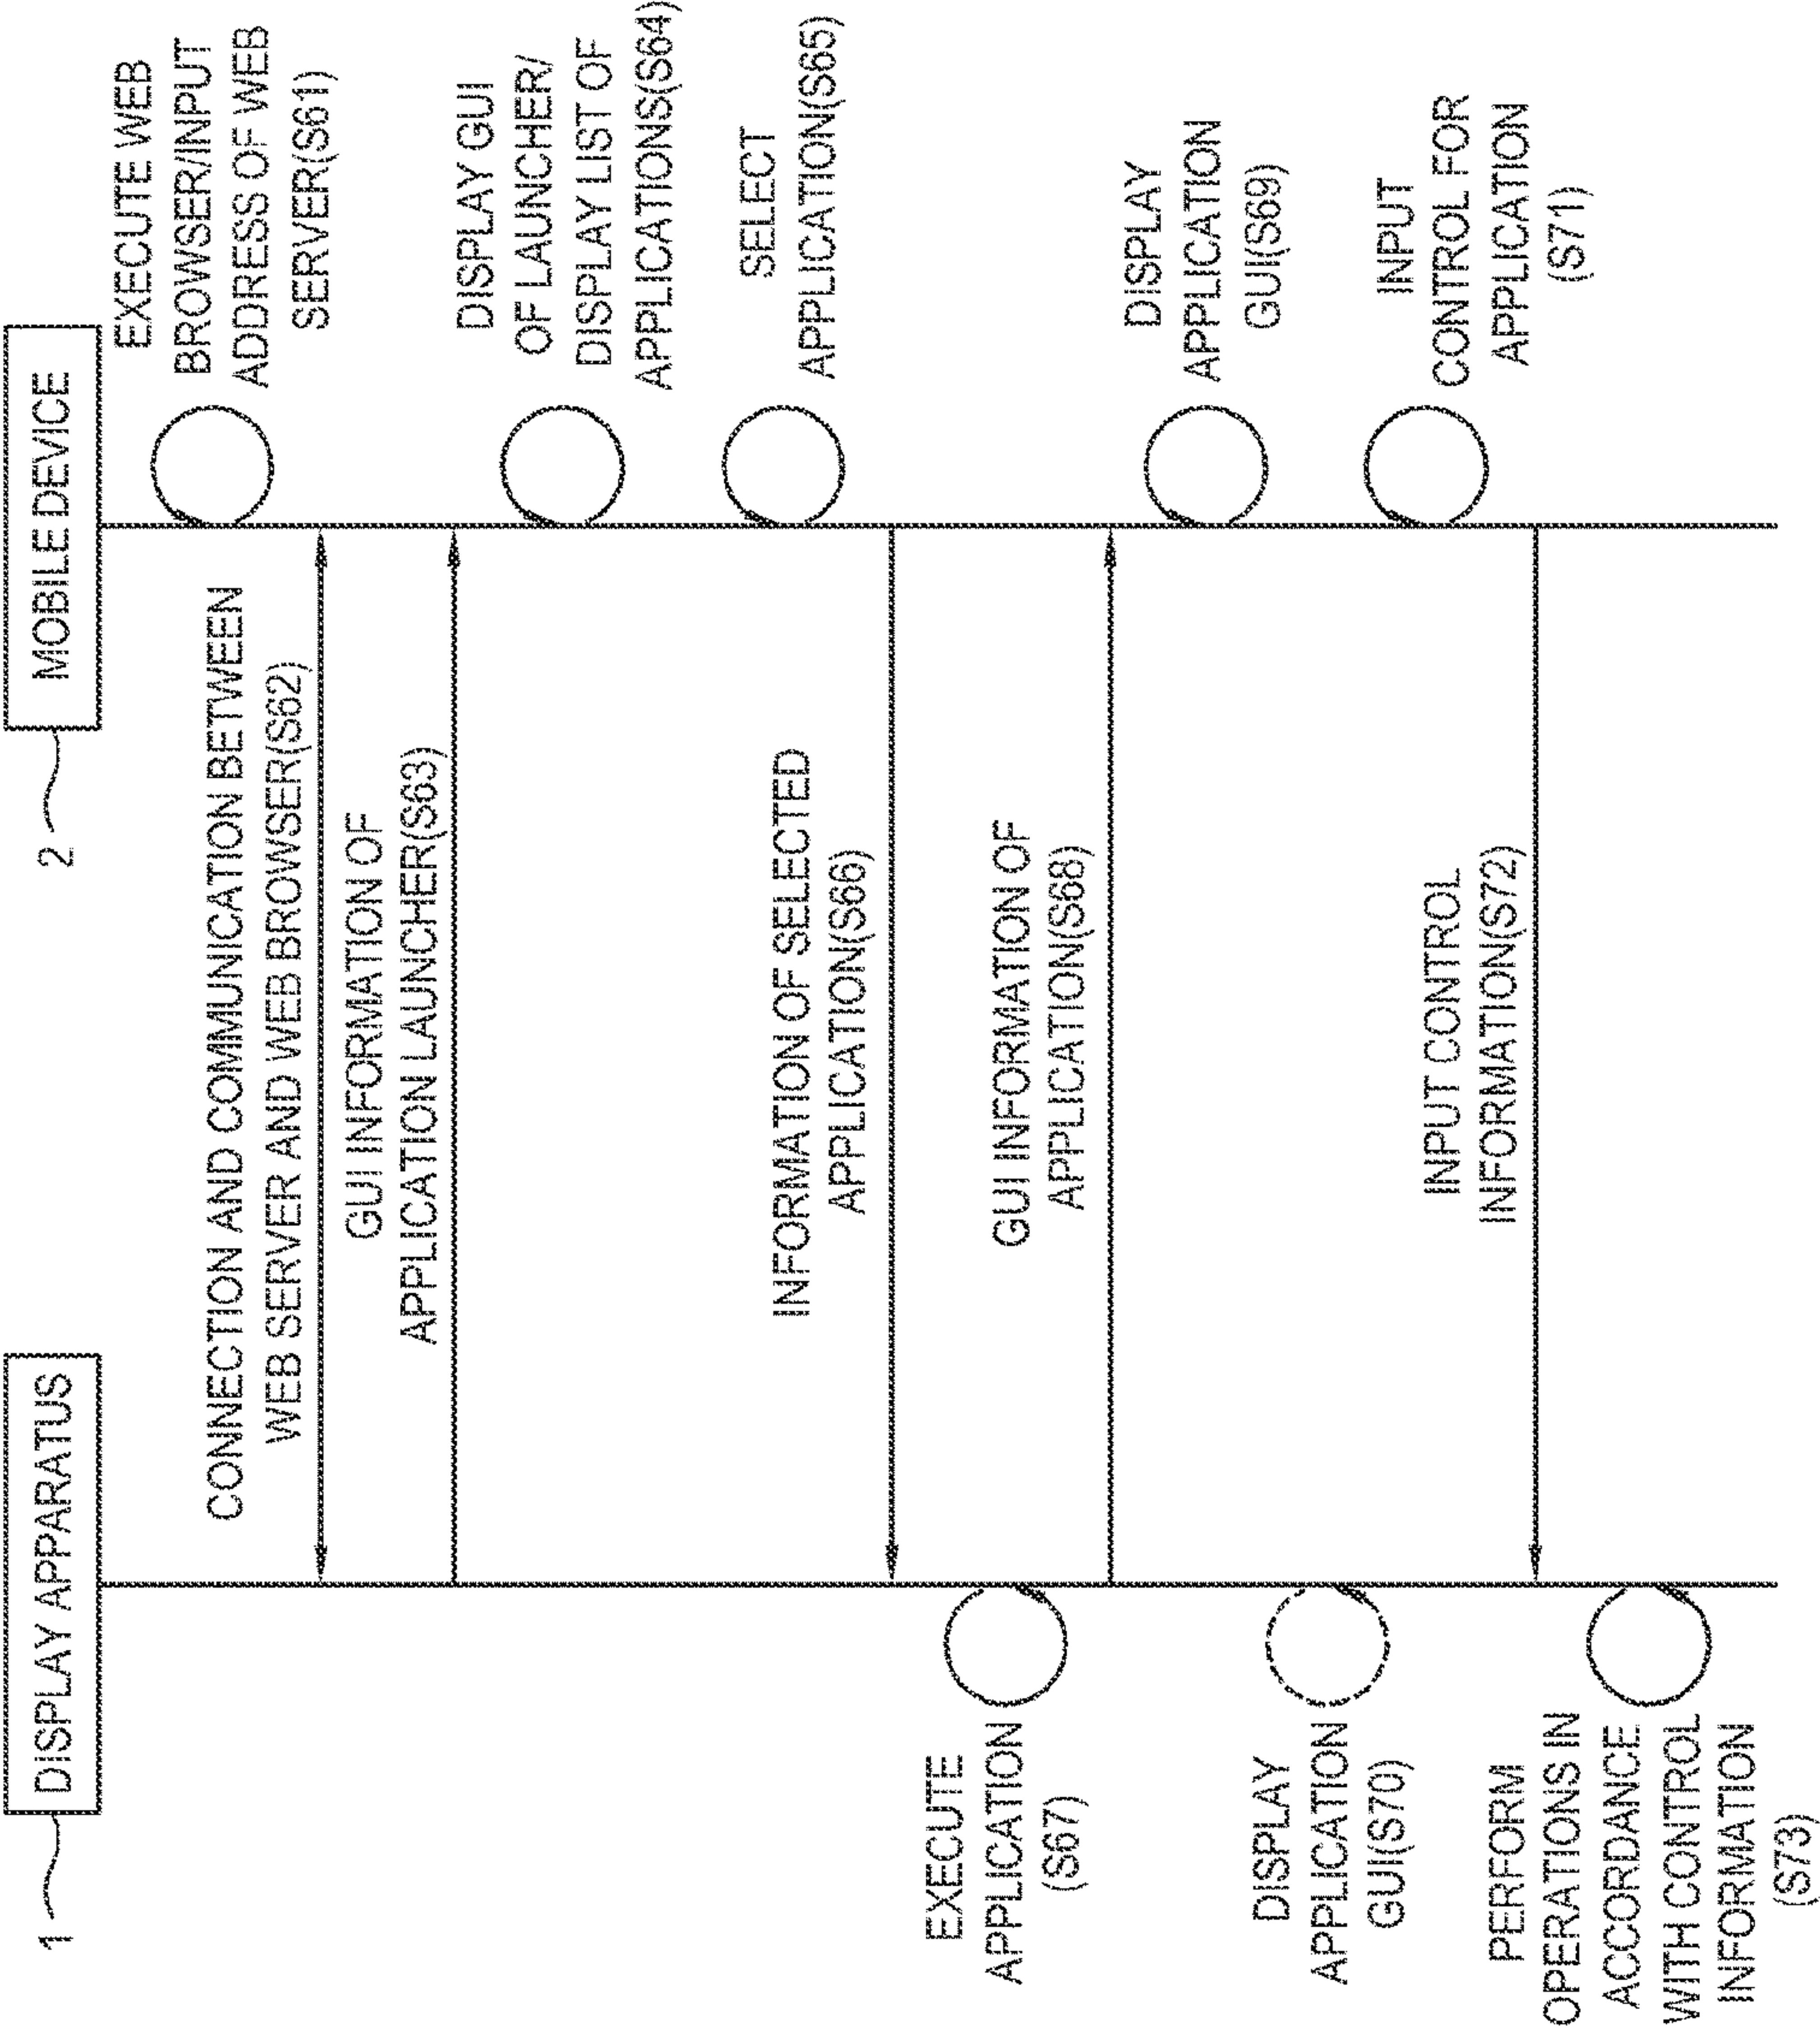 1
DISPLAY APPARATUS
2
MOBILE DEVICE
EXECUTE WEB
BROWSER/INPUT
ADDRESS OF WEB
SERVER(S61)
CONNECTION AND COMMUNICATION BETWEEN
WEB SERVER AND WEB BROWSER(S62)
GUI INFORMATION OF
APPLICATION LAUNCHER(S63)
DISPLAY GUI
OF LAUNCHER/
DISPLAY LIST OF
APPLICATIONS(S64)
SELECT
APPLICATION(S65)
INFORMATION OF SELECTED
APPLICATION(S66)
EXECUTE
APPLICATION
(S67)
GUI INFORMATION OF
APPLICATION(S68)
DISPLAY
APPLICATION
GUI(S69)
DISPLAY
APPLICATION
GUI(S70)
INPUT
CONTROL FOR
APPLICATION
(S71)
INPUT CONTROL
INFORMATION(S72)
PERFORM
OPERATIONS IN
ACCORDANCE
WITH CONTROL
INFORMATION
(S73)